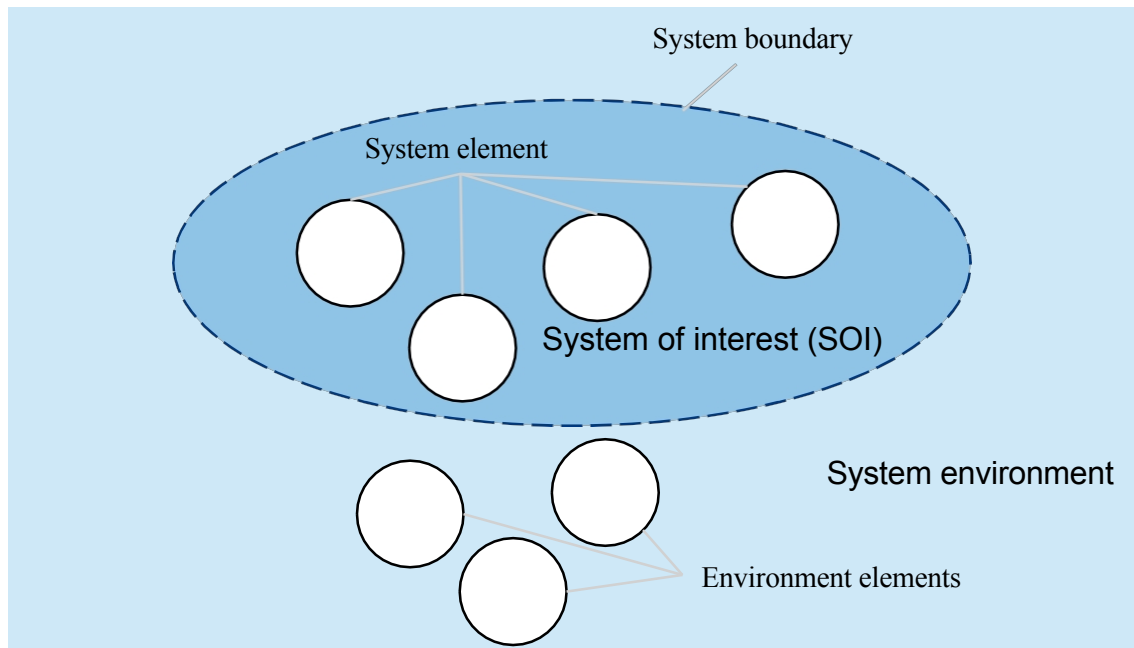 System boundary
System element
System of interest (SOI)
System environment
Environment elements